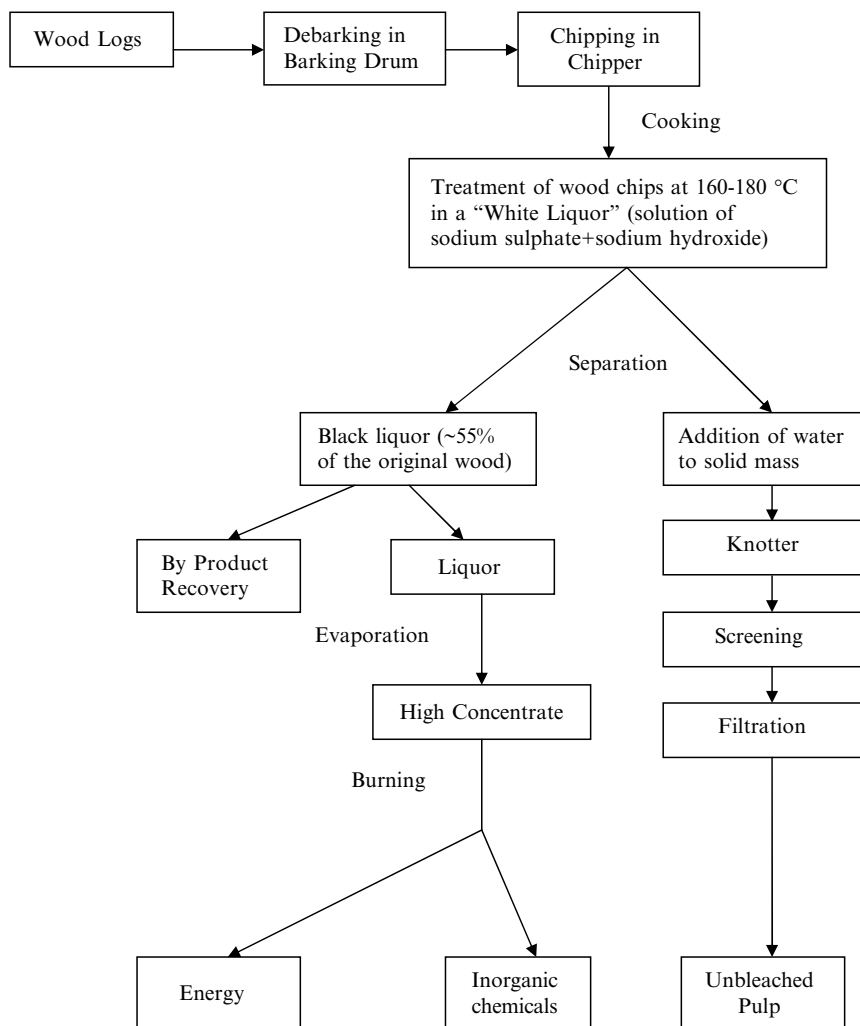 Wood Logs
Debarking in
Barking Drum
Chipping in
Chipper
Cooking
Treatment of wood chips at 160-180 °C
in a “White Liquor” (solution of
sodium sulphate+sodium hydroxide)
Separation
Black liquor (~55%
of the original wood)
Addition of water
to solid mass
By Product
Recovery
Liquor
Knotter
Evaporation
Screening
High Concentrate
Filtration
Burning
Energy
Inorganic
chemicals
Unbleached
Pulp